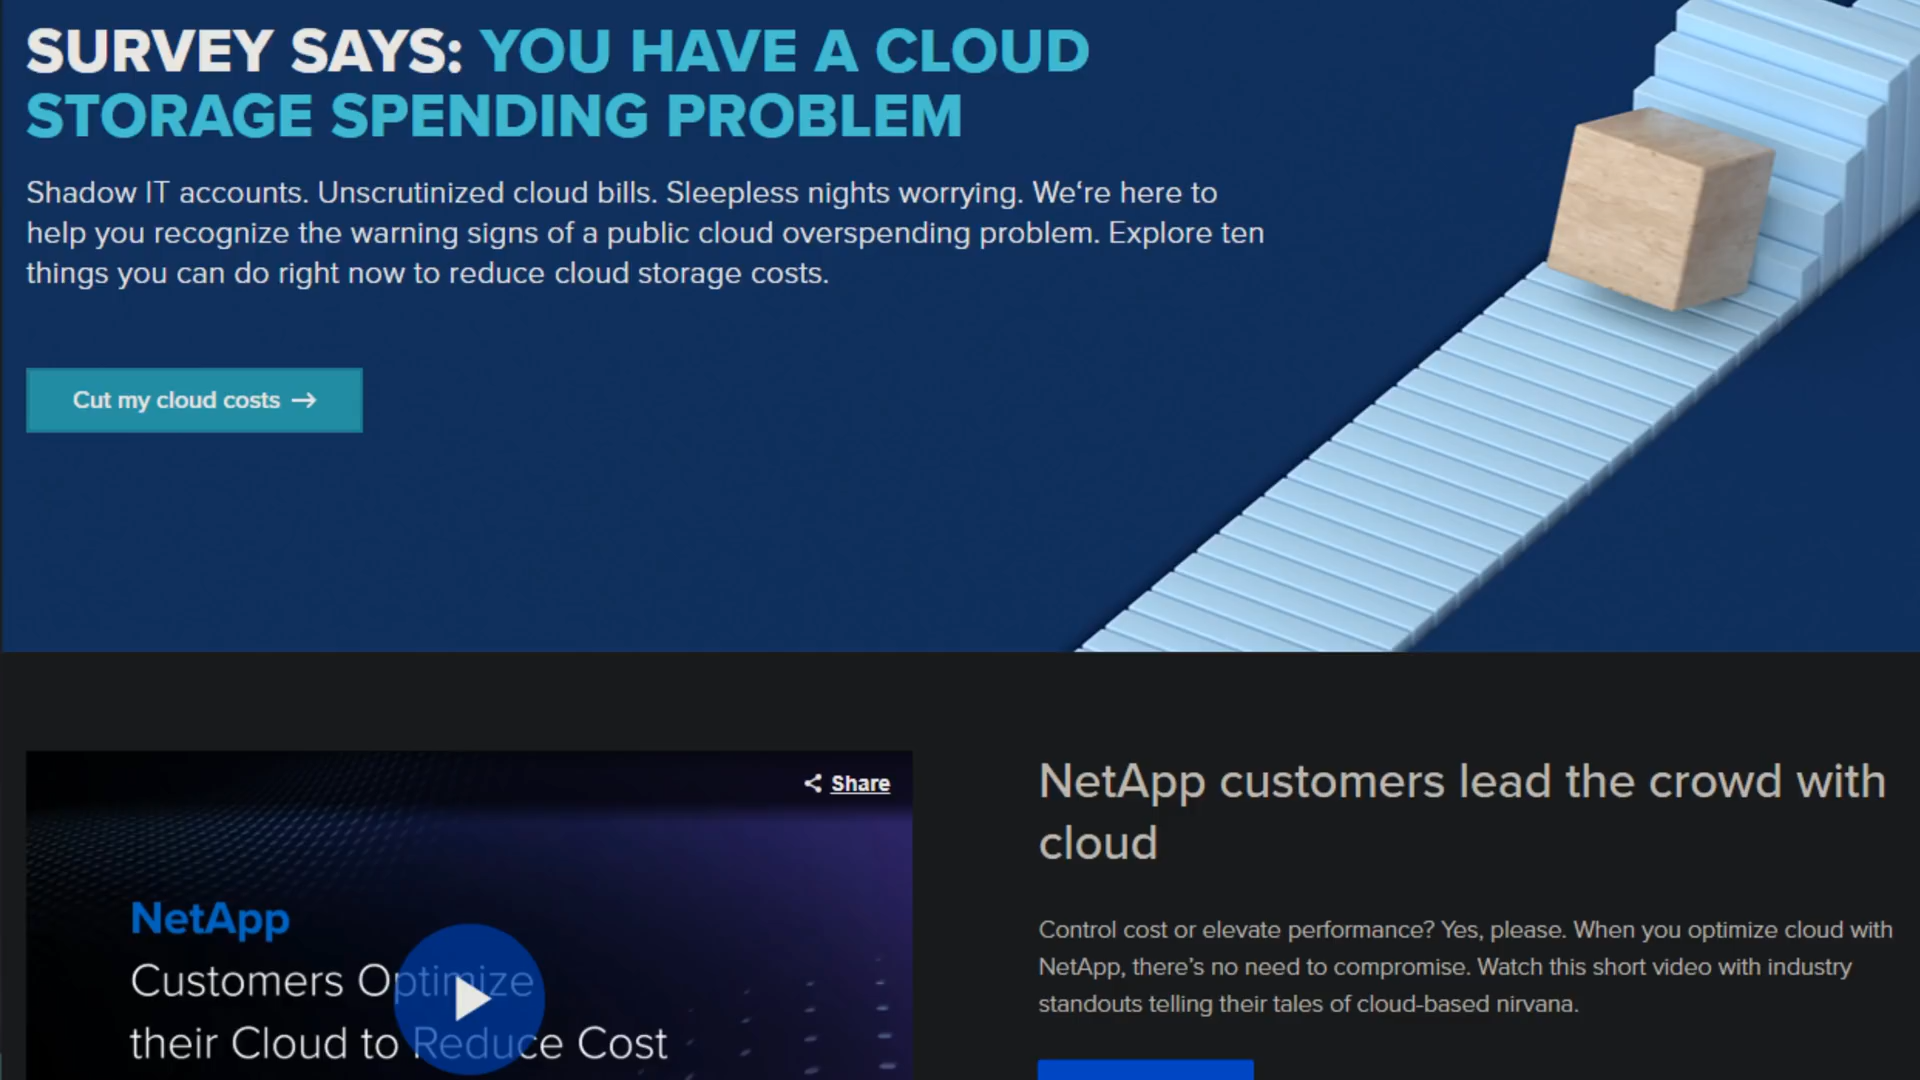 SURVEY SAYS: YOU HAVE A CLOUD
STORAGE SPENDING PROBLEM
Shadow IT accounts. Unscrutinized cloud bills. Sleepless nights worrying. We‘re here to
help you recognize the warning signs of a public cloud overspending problem. Explore ten
things you can do right now to reduce cloud storage costs.
Cut my cloud costs →
Share
NetApp
Customers Optimize
their Cloud to Reduce Cost
NetApp customers lead the crowd with
cloud
Control cost or elevate performance? Yes, please. When you optimize cloud with
NetApp, there’s no need to compromise. Watch this short video with industry
standouts telling their tales of cloud-based nirvana.